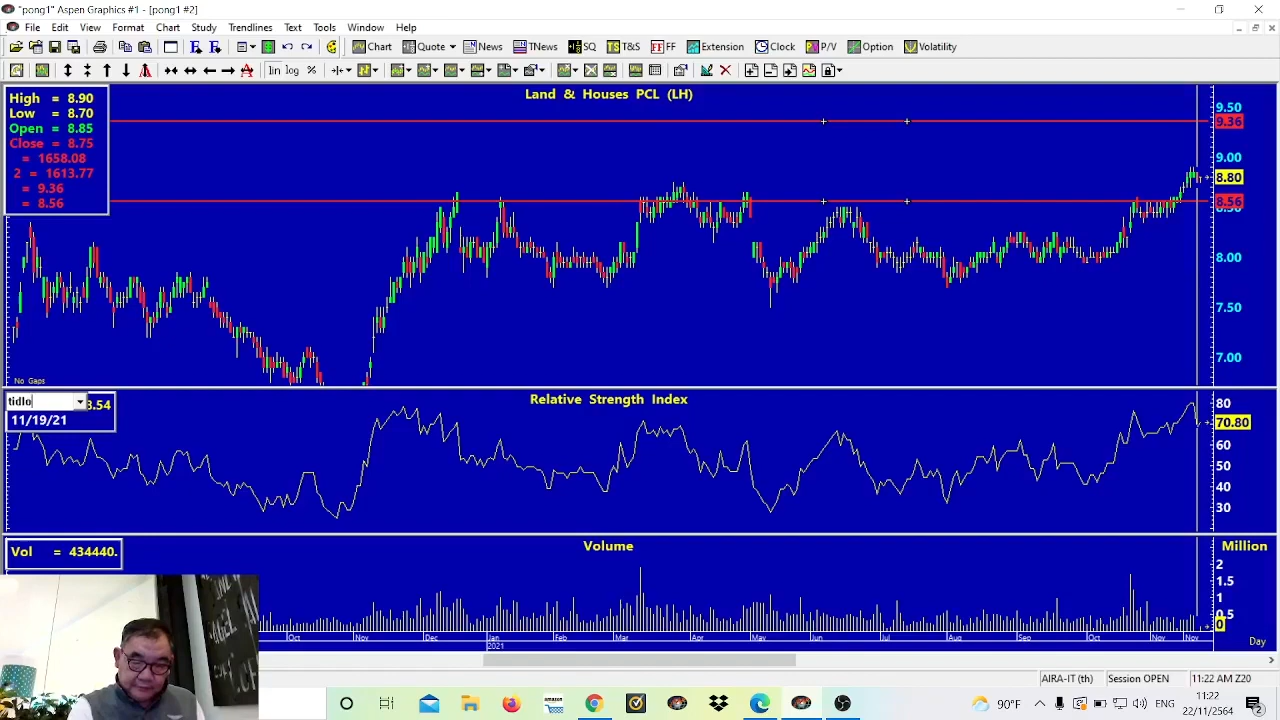 "pong1" Aspen Graphics #1 - [pong1 #2]
File Edit View Format Chart Study Trendlines Text Tools Window Help
Chart Quote News TNews SQ T&S FF Extension Clock P/V Option Volatility
lin log %
Land & Houses PCL (LH)
High = 8.90
Low = 8.70
Open = 8.85
Close = 8.75
= 1658.08
2 = 1613.77
= 9.36
= 8.56
9.50
9.36
9.00
8.80
8.56
8.50
8.00
7.50
7.00
No Gaps
Relative Strength Index
tidlo
3.54
11/19/21
80
70.80
60
50
40
30
Volume
Vol = 434440.
Million
2
1.5
1
0.5
0
Oct Nov Dec Jan Feb Mar Apr May Jun Jul Aug Sep Oct Nov Nov
2021
Day
AIRA-IT (th) Session OPEN 11:22 AM Z20
amazon
90°F ENG
11:22
22/11/2564
2